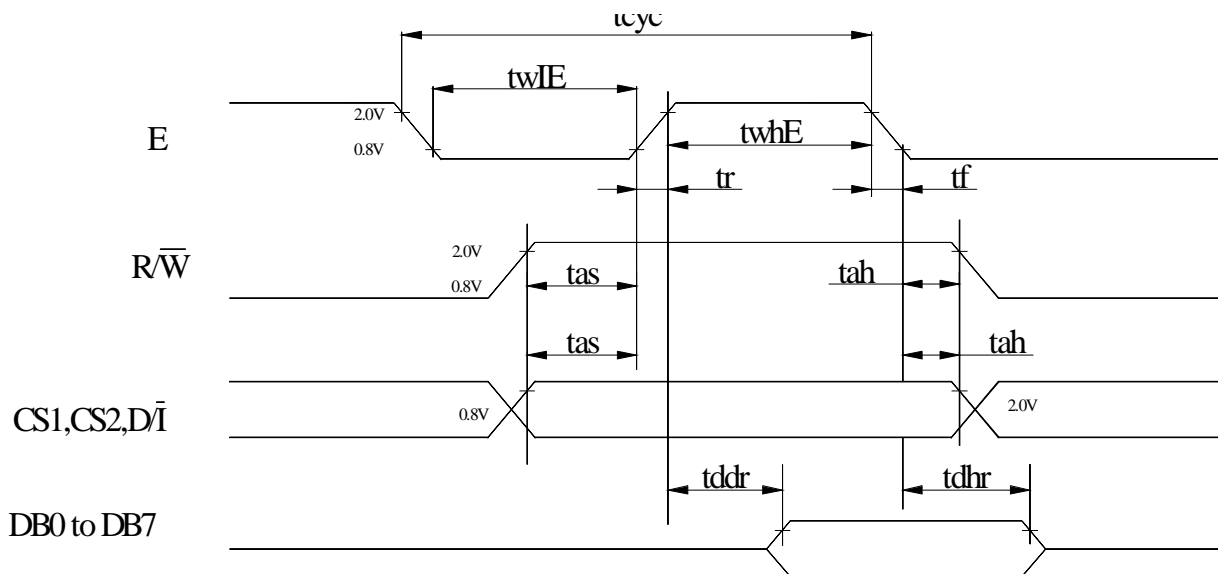 tcyc
twIE
2.0V
E
0.8V
twhE
tr
tf
R/W̅
2.0V
0.8V
tas
tah
tas
tah
CS1,CS2,D/I̅
0.8V
2.0V
tddr
tdhr
DB0 to DB7